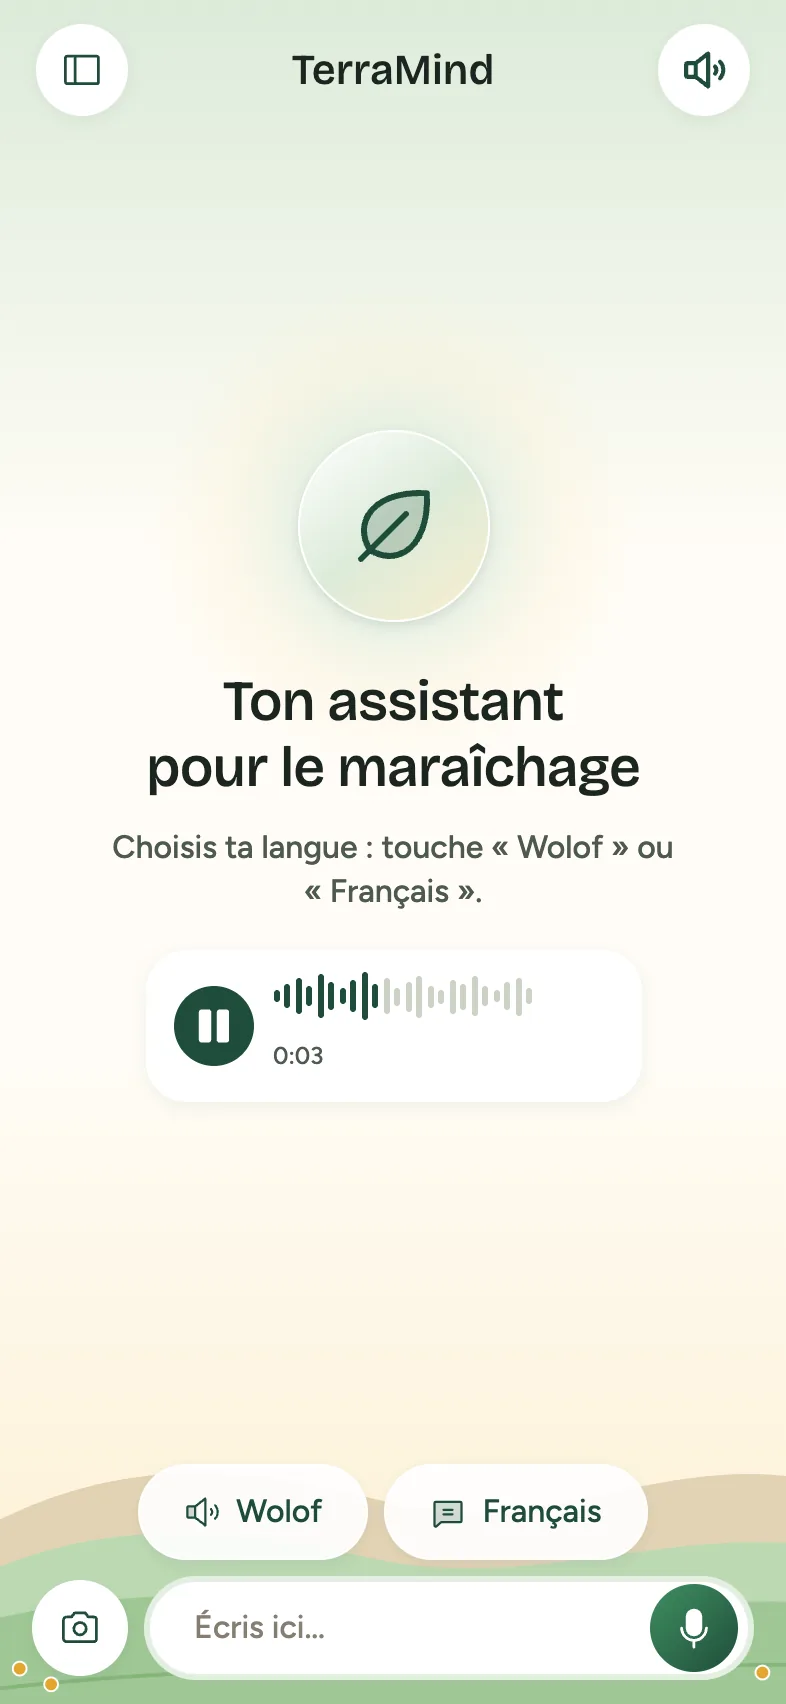 TerraMind
Ton assistant
pour le maraîchage
Choisis ta langue : touche « Wolof » ou
« Français ».
0:03
Wolof
Français
Écris ici...